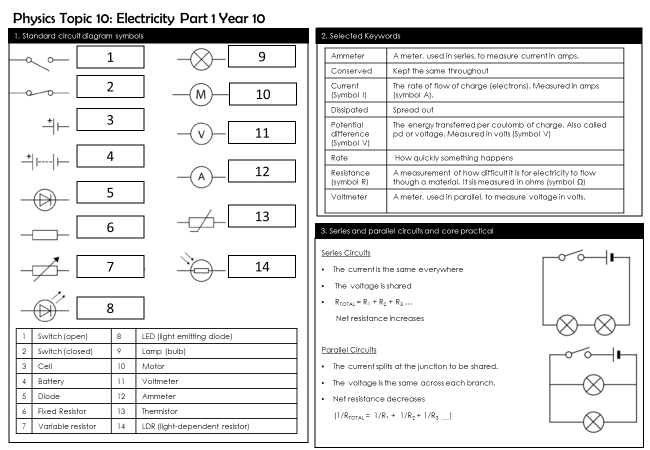 Physics Topic 10: Electricity Part 1 Year 10
1. Standard circuit diagram symbols
1
2
3
4
5
6
7
8
M
V
A
9
10
11
12
13
14
1 Switch (open) 8 LED (light emitting diode)
2 Switch (closed) 9 Lamp (bulb)
3 Cell 10 Motor
4 Battery 11 Voltmeter
5 Diode 12 Ammeter
6 Fixed Resistor 13 Thermistor
7 Variable resistor 14 LDR (light-dependent resistor)
2. Selected Keywords
Ammeter A meter, used in series, to measure current in amps.
Conserved Kept the same throughout
Current The rate of flow of charge (electrons). Measured in amps
(Symbol I) (symbol A).
Dissipated Spread out
Potential The energy transferred per coulomb of charge. Also called
difference pd or voltage. Measured in volts (Symbol V)
(Symbol V)
Rate How quickly something happens
Resistance A measurement of how difficult it is for electricity to flow
(symbol R) though a material. It sis measured in ohms (symbol Ω)
Voltmeter A meter, used in parallel, to measure voltage in volts.
3. Series and parallel circuits and core practical
Series Circuits
• The current is the same everywhere
• The voltage is shared
• R_TOTAL = R₁ + R₂ + R₃ ...
Net resistance increases
Parallel Circuits
• The current splits at the junction to be shared.
• The voltage is the same across each branch.
• Net resistance decreases
(1/R_TOTAL = 1/R₁ + 1/R₂ + 1/R₃ ....)